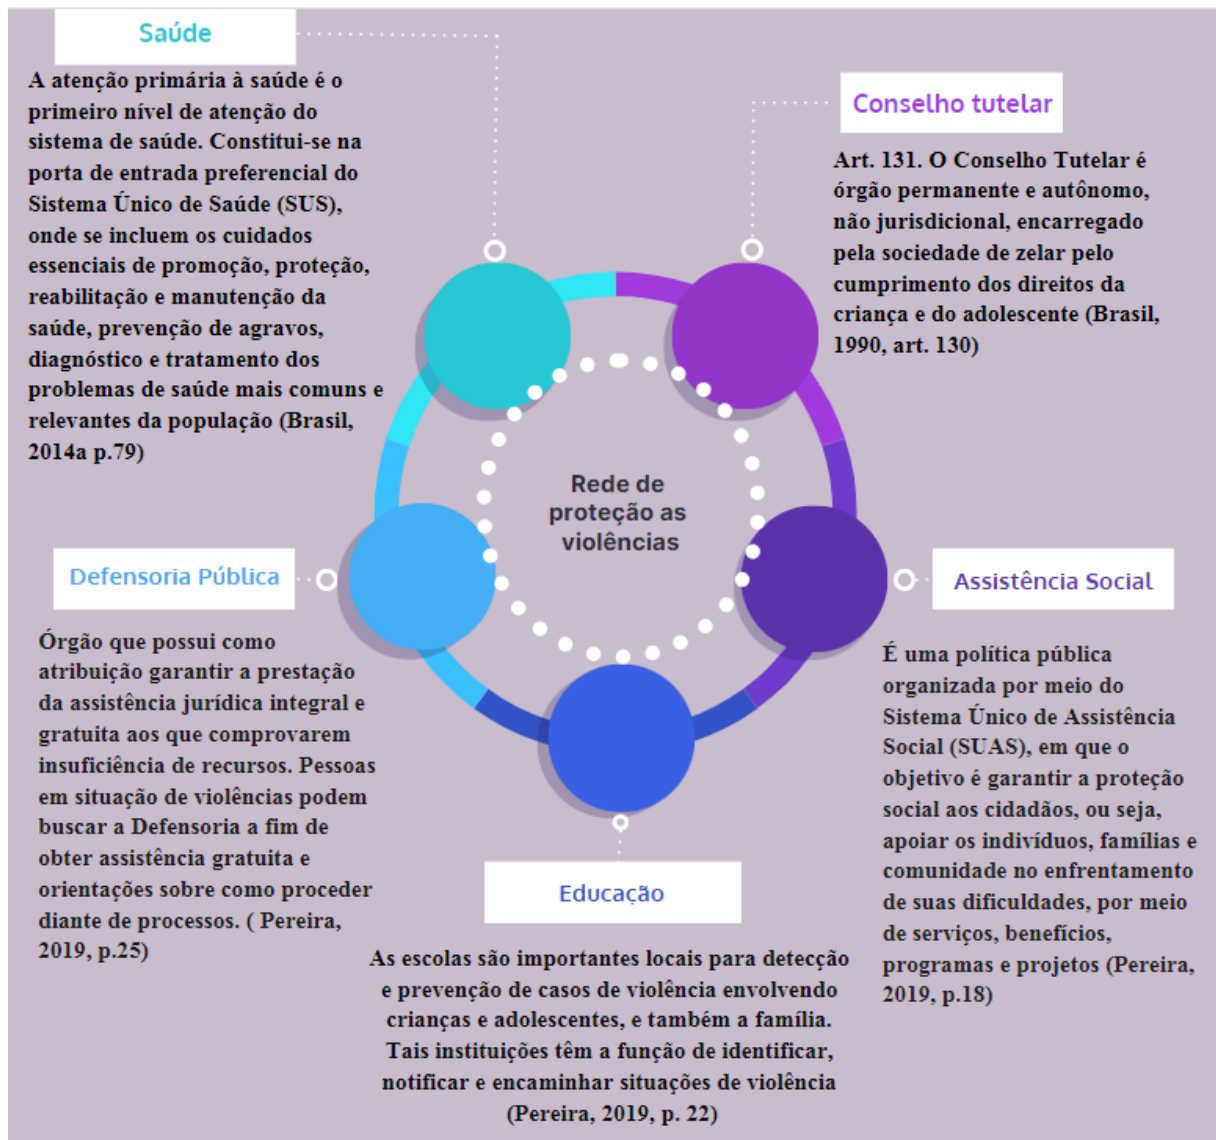 Saúde
A atenção primária à saúde é o
primeiro nível de atenção do
sistema de saúde. Constitui-se na
porta de entrada preferencial do
Sistema Único de Saúde (SUS),
onde se incluem os cuidados
essenciais de promoção, proteção,
reabilitação e manutenção da
saúde, prevenção de agravos,
diagnóstico e tratamento dos
problemas de saúde mais comuns e
relevantes da população (Brasil,
2014a p.79)
Conselho tutelar
Art. 131. O Conselho Tutelar é
órgão permanente e autônomo,
não jurisdicional, encarregado
pela sociedade de zelar pelo
cumprimento dos direitos da
criança e do adolescente (Brasil,
1990, art. 130)
Rede de
proteção as
violências
Defensoria Pública
Órgão que possui como
atribuição garantir a prestação
da assistência jurídica integral e
gratuita aos que comprovarem
insuficiência de recursos. Pessoas
em situação de violências podem
buscar a Defensoria a fim de
obter assistência gratuita e
orientações sobre como proceder
diante de processos. ( Pereira,
2019, p.25)
Assistência Social
É uma política pública
organizada por meio do
Sistema Único de Assistência
Social (SUAS), em que o
objetivo é garantir a proteção
social aos cidadãos, ou seja,
apoiar os indivíduos, famílias e
comunidade no enfrentamento
de suas dificuldades, por meio
de serviços, benefícios,
programas e projetos (Pereira,
2019, p.18)
Educação
As escolas são importantes locais para detecção
e prevenção de casos de violência envolvendo
crianças e adolescentes, e também a família.
Tais instituições têm a função de identificar,
notificar e encaminhar situações de violência
(Pereira, 2019, p. 22)